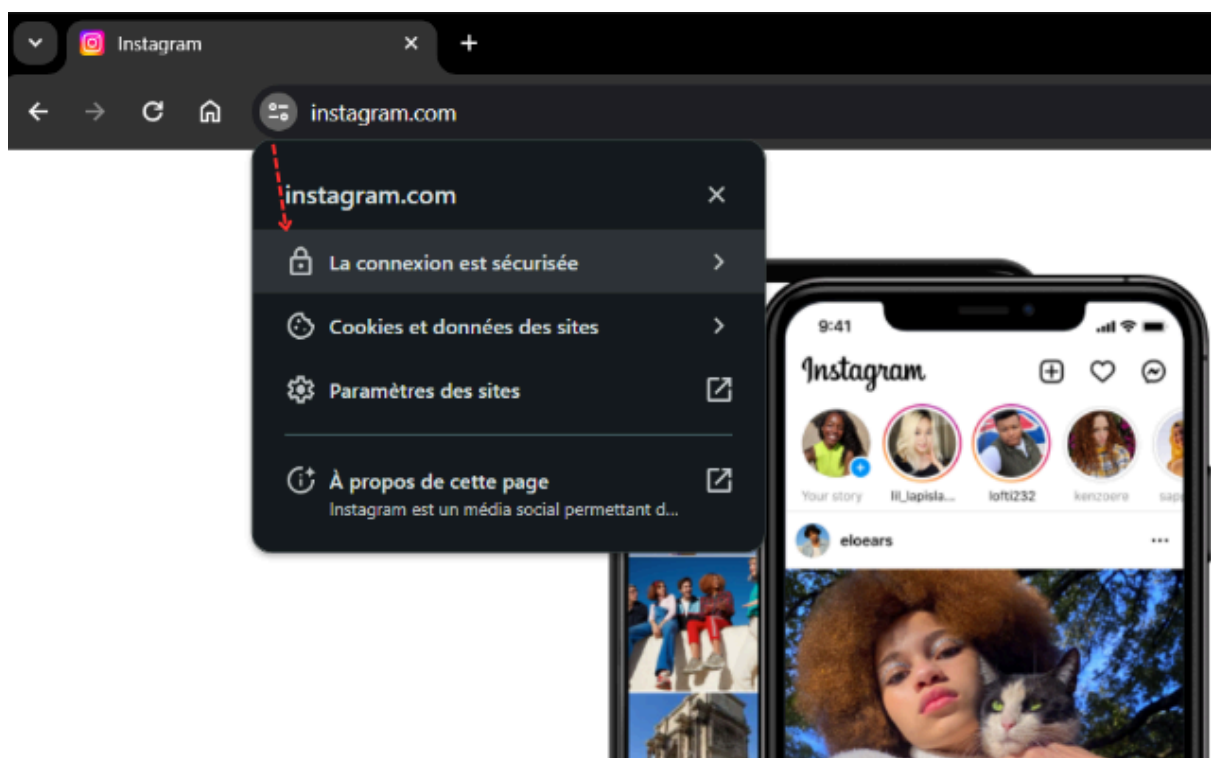 Instagram
instagram.com
instagram.com
La connexion est sécurisée
Cookies et données des sites
Paramètres des sites
À propos de cette page
Instagram est un média social permettant d...
9:41
Instagram
Your story lil_lapisla... lofti232 kenzoere sap
eloears